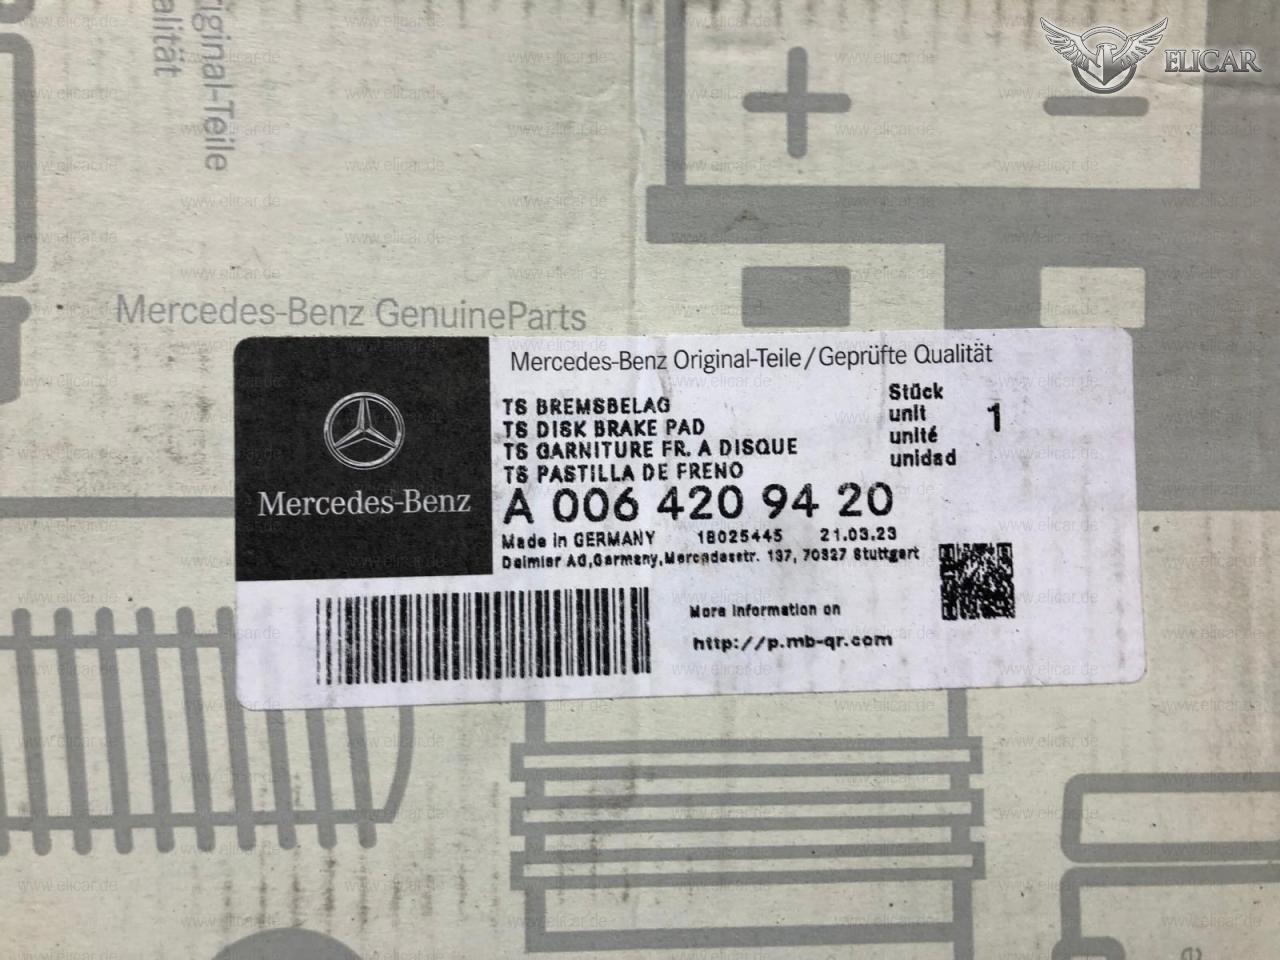 ELICAR
Original-Teile
alität
Mercedes-Benz GenuineParts
Mercedes-Benz Original-Teile/Geprüfte Qualität
TS BREMSBELAG
TS DISK BRAKE PAD
TS GARNITURE FR. A DISQUE
TS PASTILLA DE FRENO
Stück
unit
unité
unidad
1
Mercedes-Benz
A 006 420 94 20
Made in GERMANY 18025445 21.03.23
Daimler AG,Germany,Mercedesstr. 137, 70327 Stuttgart
More information on
http://p.mb-qr.com
www.elicar.de